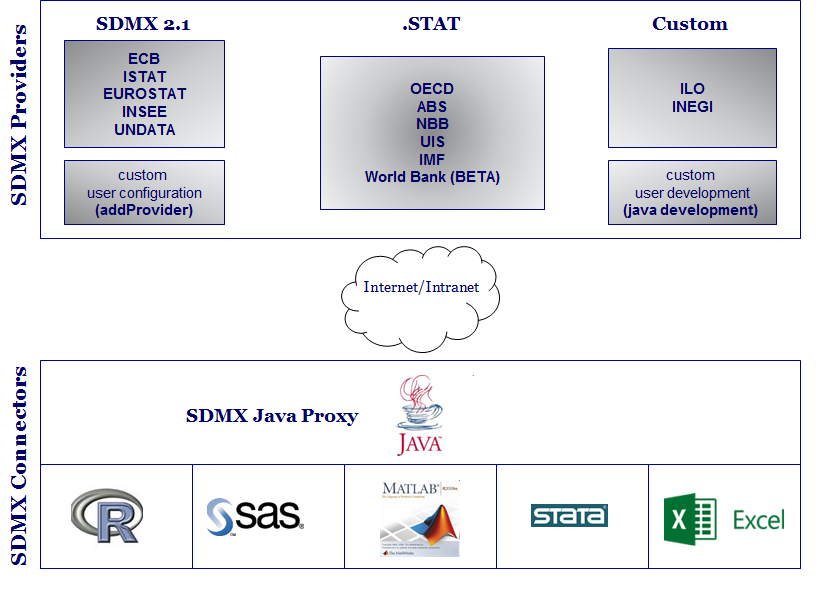 SDMX Providers
SDMX 2.1
ECB
ISTAT
EUROSTAT
INSEE
UNDATA
custom
user configuration
(addProvider)
.STAT
OECD
ABS
NBB
UIS
IMF
World Bank (BETA)
Custom
ILO
INEGI
custom
user development
(java development)
Internet/Intranet
SDMX Connectors
SDMX Java Proxy
JAVA
R
sas
MATLAB
The MathWorks
STATA
X
Excel